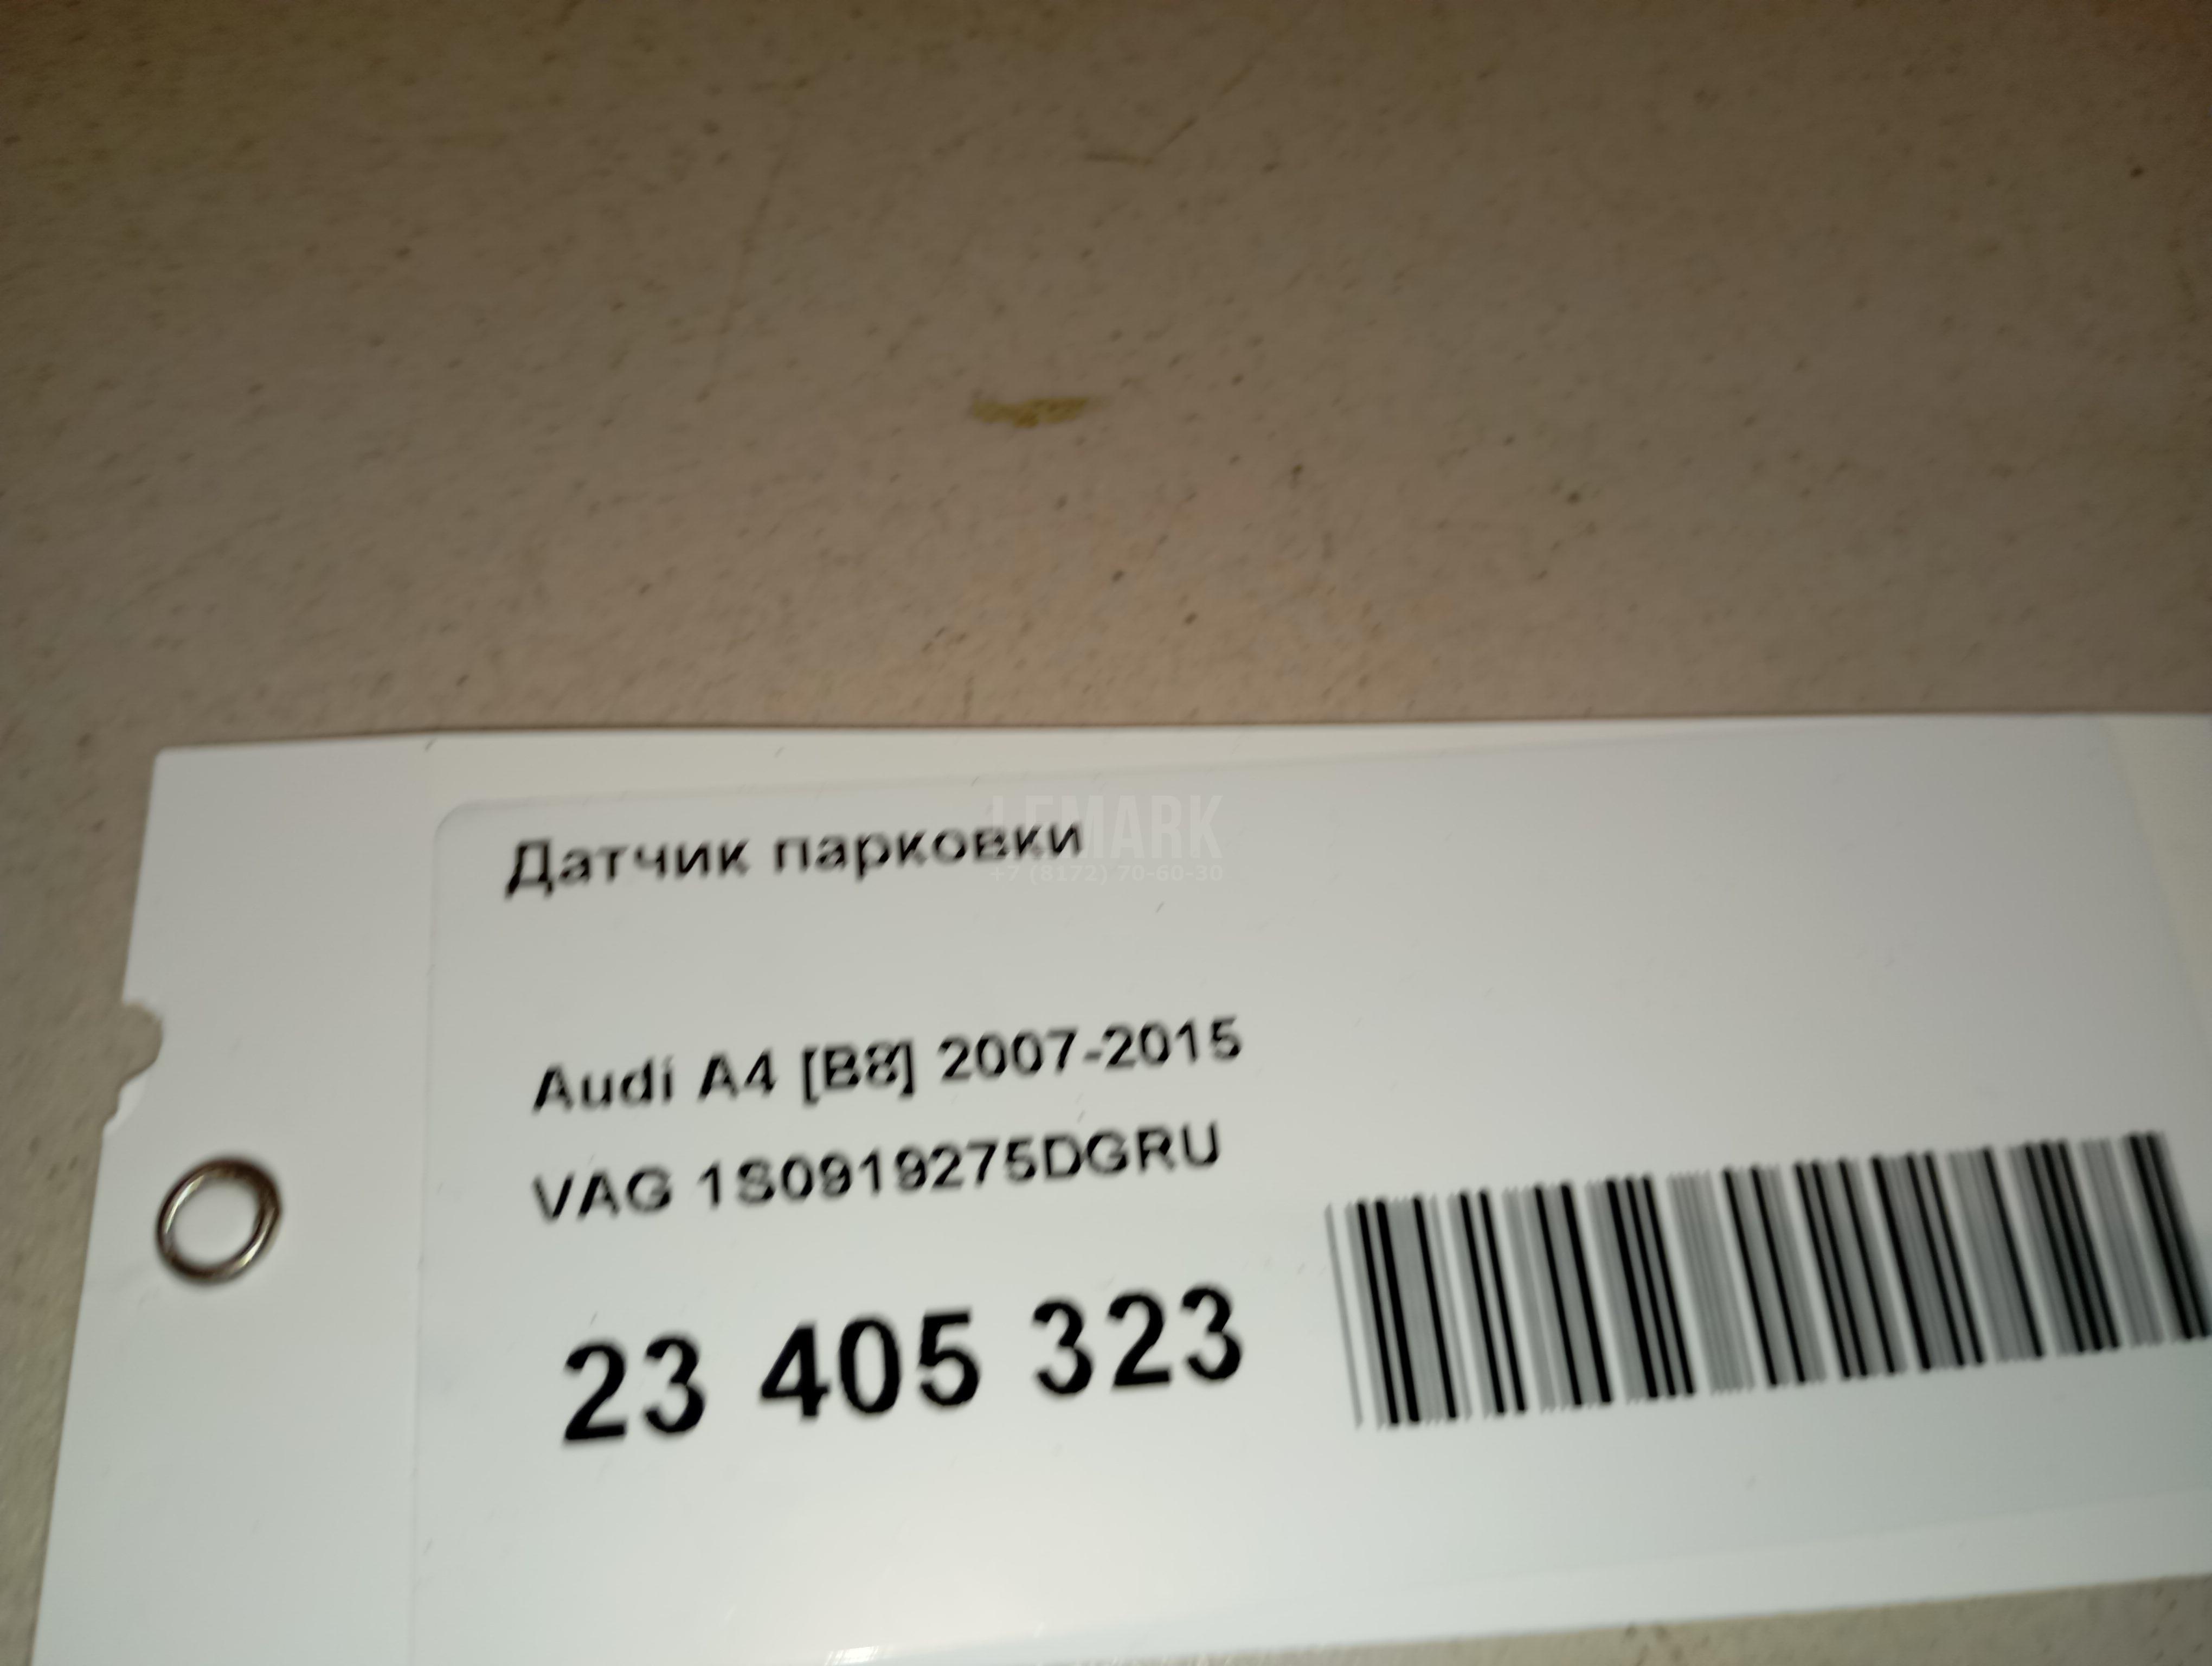 LEMARK
+7 (8172) 70-60-30
Датчик парковки
Audi A4 [B8] 2007-2015
VAG 1S0919275DGRU
23 405 323